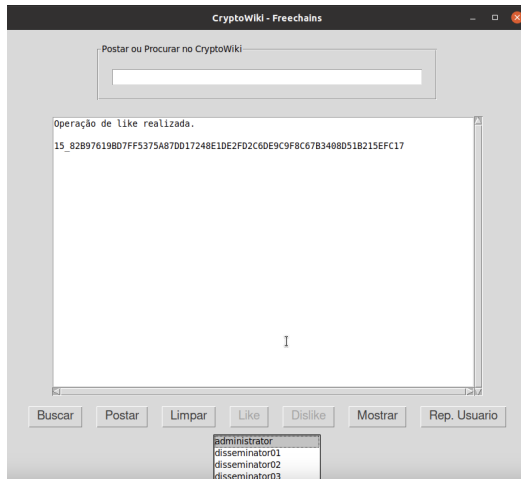 CryptoWiki - Freechains
Postar ou Procurar no CryptoWiki
Operação de like realizada.
15_82B97619BD7FF5375A87DD17248E1DE2FD2C6DE9C9F8C67B3408D51B215EFC17
Buscar Postar Limpar Like Dislike Mostrar Rep. Usuario
administrator
disseminator01
disseminator02
disseminator03